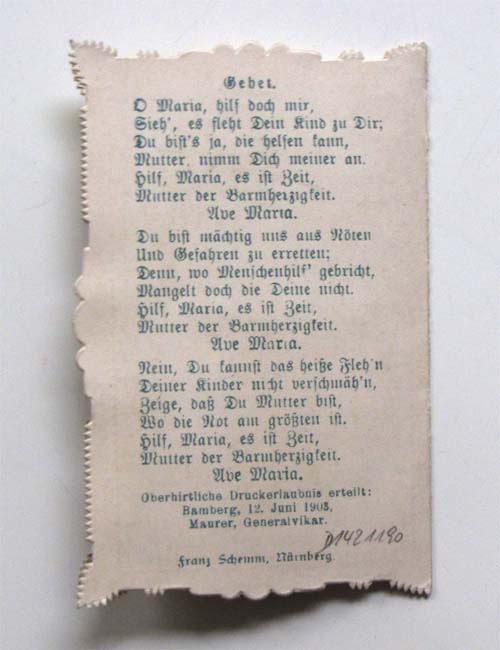 Gebet.
O Maria, hilf doch mir,
Sieh', es fleht Dein Kind zu Dir;
Du bist's ja, die helfen kann,
Mutter nimm Dich meiner an.
Hilf, Maria, es ist Zeit,
Mutter der Barmherzigkeit.
Ave Maria.
Du bist mächtig uns aus Nöten
Und Gefahren zu erretten;
Denn, wo Menschenhilf' gebricht,
Mangelt doch die Deine nicht.
Hilf, Maria, es ist Zeit,
Mutter der Barmherzigkeit.
Ave Maria.
Nein, Du kannst das heiße Fleh'n
Deiner Kinder nicht verschmäh'n,
Zeige, daß Du Mutter bist,
Wo die Not am größten ist.
Hilf, Maria, es ist Zeit,
Mutter der Barmherzigkeit.
Ave Maria.
Oberhirtliche Druckerlaubnis erteilt:
Bamberg, 12. Juni 1903,
Maurer, Generalvikar.
D1421190
Franz Schemm, Nürnberg.